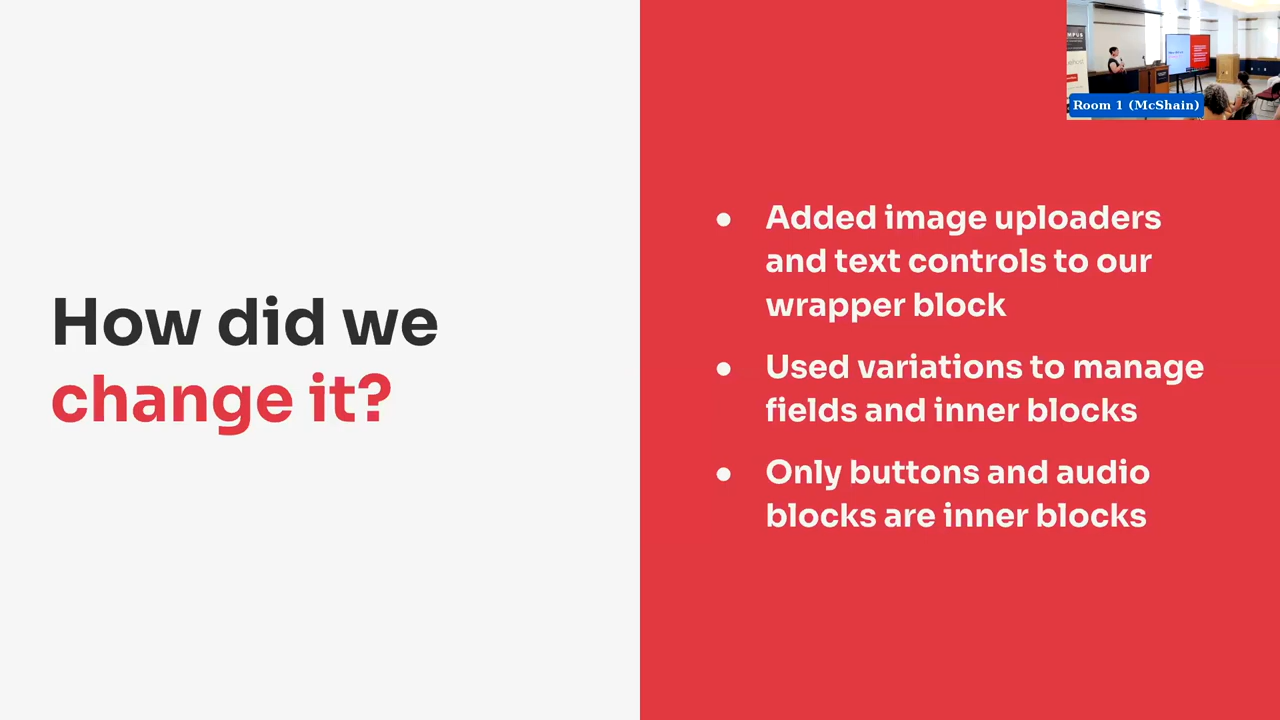 How did we
change it?
● Added image uploaders
and text controls to our
wrapper block
● Used variations to manage
fields and inner blocks
● Only buttons and audio
blocks are inner blocks
Room 1 (McShain)